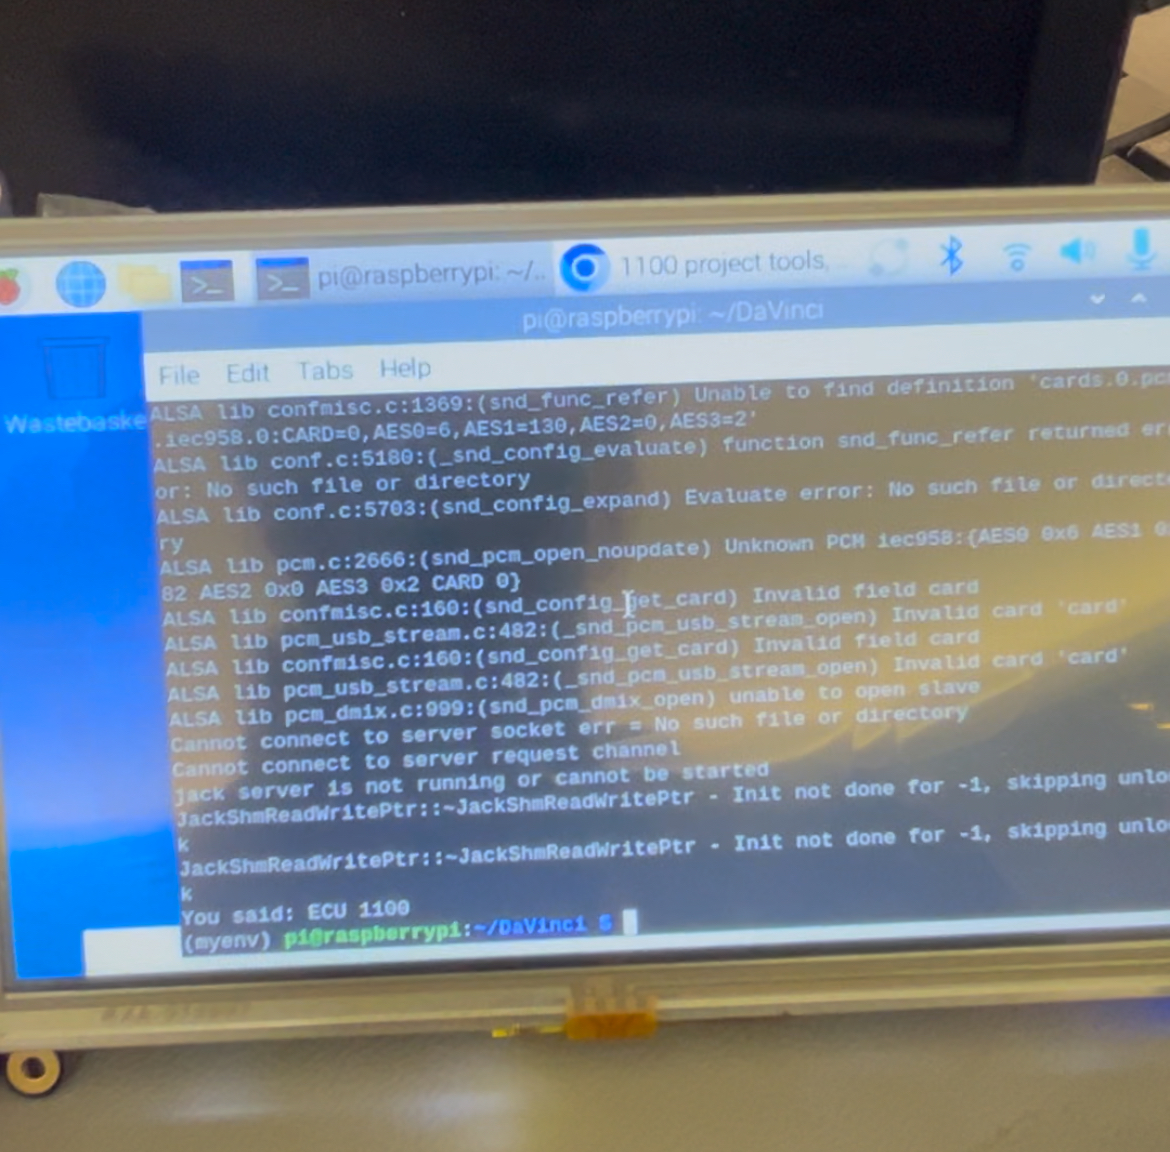 pi@raspberrypi: ~/..
1100 project tools,
pi@raspberrypi: ~/DaVinci
File Edit Tabs Help
Wastebaske
ALSA lib confmisc.c:1369:(snd_func_refer) Unable to find definition 'cards.0.pc
.iec958.0:CARD=0,AES0=6,AES1=130,AES2=0,AES3=2'
ALSA lib conf.c:5180:(_snd_config_evaluate) function snd_func_refer returned er
or: No such file or directory
ALSA lib conf.c:5703:(snd_config_expand) Evaluate error: No such file or direct
ry
ALSA lib pcm.c:2666:(snd_pcm_open_noupdate) Unknown PCM iec958:{AES0 0x6 AES1 0
82 AES2 0x0 AES3 0x2 CARD 0}
ALSA lib confmisc.c:160:(snd_config_get_card) Invalid field card
ALSA lib pcm_usb_stream.c:482:(_snd_pcm_usb_stream_open) Invalid card 'card'
ALSA lib confmisc.c:160:(snd_config_get_card) Invalid field card
ALSA lib pcm_usb_stream.c:482:(_snd_pcm_usb_stream_open) Invalid card 'card'
ALSA lib pcm_dmix.c:999:(snd_pcm_dmix_open) unable to open slave
Cannot connect to server socket err = No such file or directory
Cannot connect to server request channel
jack server is not running or cannot be started
JackShmReadWritePtr::~JackShmReadWritePtr - Init not done for -1, skipping unlo
k
JackShmReadWritePtr::~JackShmReadWritePtr - Init not done for -1, skipping unlo
k
You said: ECU 1100
(myenv) pi@raspberrypi:~/DaVinci $